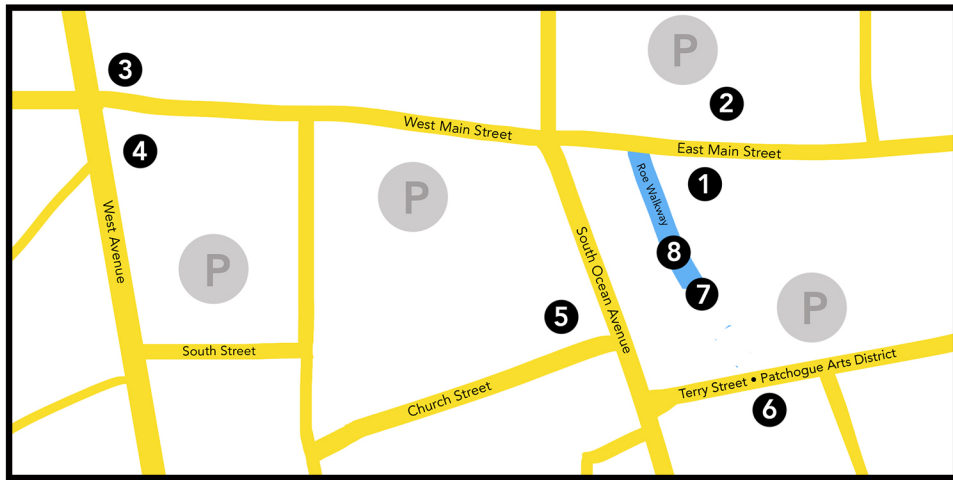 P
3
2
West Main Street
East Main Street
4
1
Roe Walkway
P
West Avenue
South Ocean Avenue
8
P
7
P
5
South Street
Terry Street • Patchogue Arts District
Church Street
6